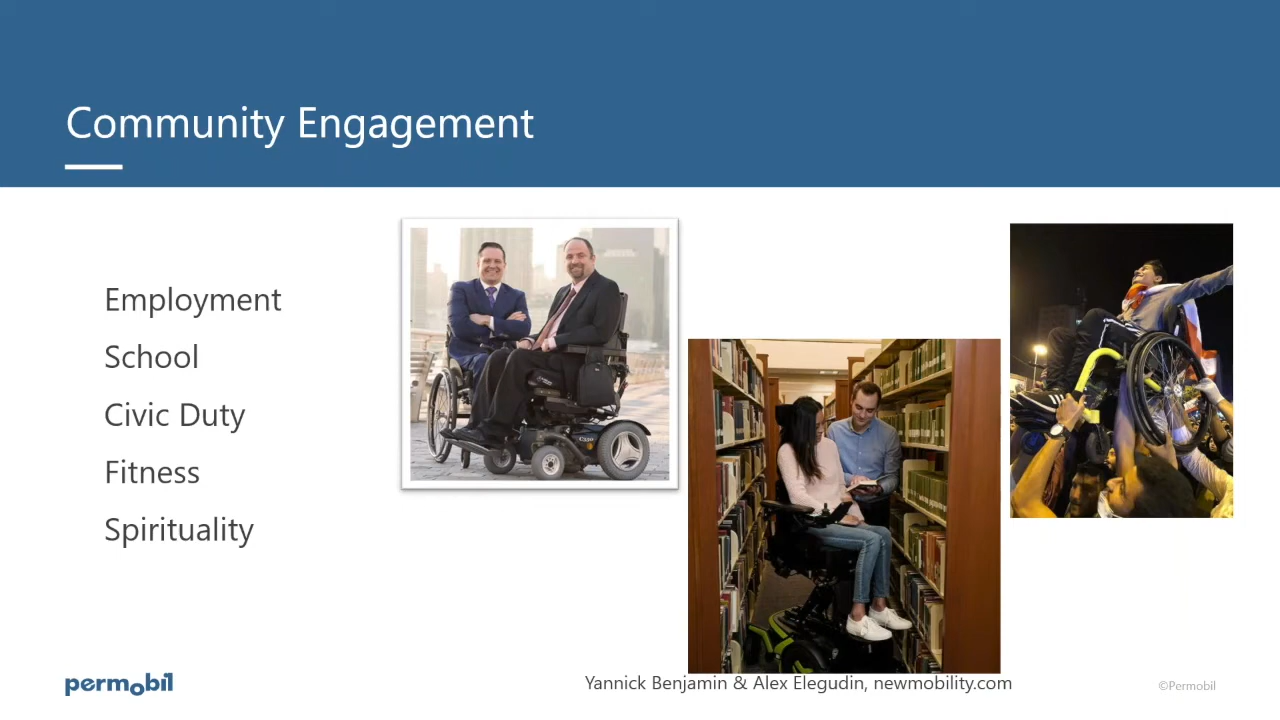 Community Engagement
Employment
School
Civic Duty
Fitness
Spirituality
permobil
Yannick Benjamin & Alex Elegudin, newmobility.com
©Permobil